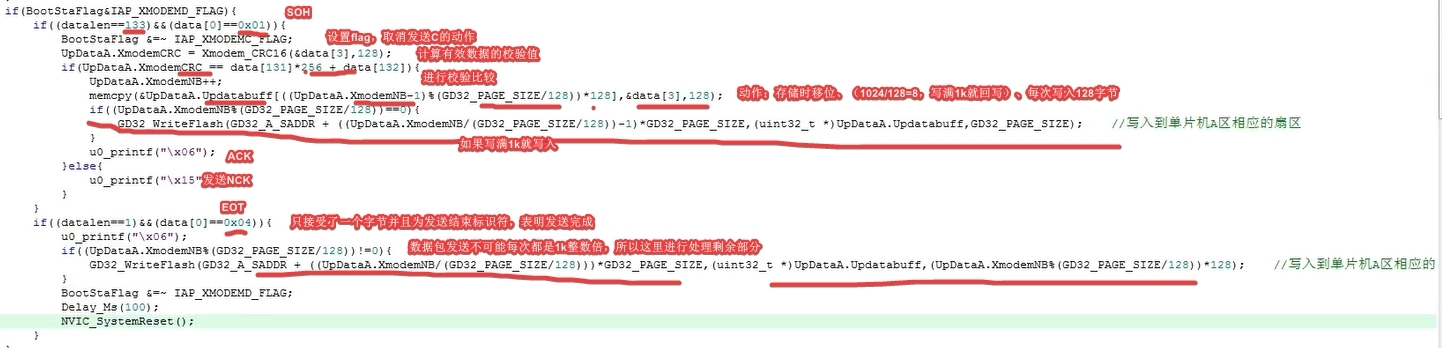 if(BootStaFlag&IAP_XMODEMD_FLAG){ SOH
if((datalen==133)&&(data[0]==0x01)){
BootStaFlag &=~ IAP_XMODEMC_FLAG; 设置flag，取消发送C的动作
UpDataA.XmodemCRC = Xmodem_CRC16(&data[3],128); 计算有效数据的校验值
if(UpDataA.XmodemCRC == data[131]*256 + data[132]){
UpDataA.XmodemNB++; 进行校验比较
memcpy(&UpDataA.Updatabuff[((UpDataA.XmodemNB-1)%(GD32_PAGE_SIZE/128))*128],&data[3],128); 动作：存储时移位、（1024/128=8，写满1k就回写）、每次写入128字节
if((UpDataA.XmodemNB%(GD32_PAGE_SIZE/128))==0){
GD32_WriteFlash(GD32_A_SADDR + ((UpDataA.XmodemNB/(GD32_PAGE_SIZE/128))-1)*GD32_PAGE_SIZE,(uint32_t *)UpDataA.Updatabuff,GD32_PAGE_SIZE); //写入到单片机A区相应的扇区
} 如果写满1k就写入
u0_printf("\x06"); ACK
}else{
u0_printf("\x15" 发送NCK
}
} EOT
if((datalen==1)&&(data[0]==0x04)){ 只接受了一个字节并且为发送结束标识符，表明发送完成
u0_printf("\x06");
if((UpDataA.XmodemNB%(GD32_PAGE_SIZE/128))!=0){ 数据包发送不可能每次都是1k整数倍，所以这里进行处理剩余部分
GD32_WriteFlash(GD32_A_SADDR + ((UpDataA.XmodemNB/(GD32_PAGE_SIZE/128)))*GD32_PAGE_SIZE,(uint32_t *)UpDataA.Updatabuff,(UpDataA.XmodemNB%(GD32_PAGE_SIZE/128))*128); //写入到单片机A区相应的
}
BootStaFlag &=~ IAP_XMODEMD_FLAG;
Delay_Ms(100);
NVIC_SystemReset();
}